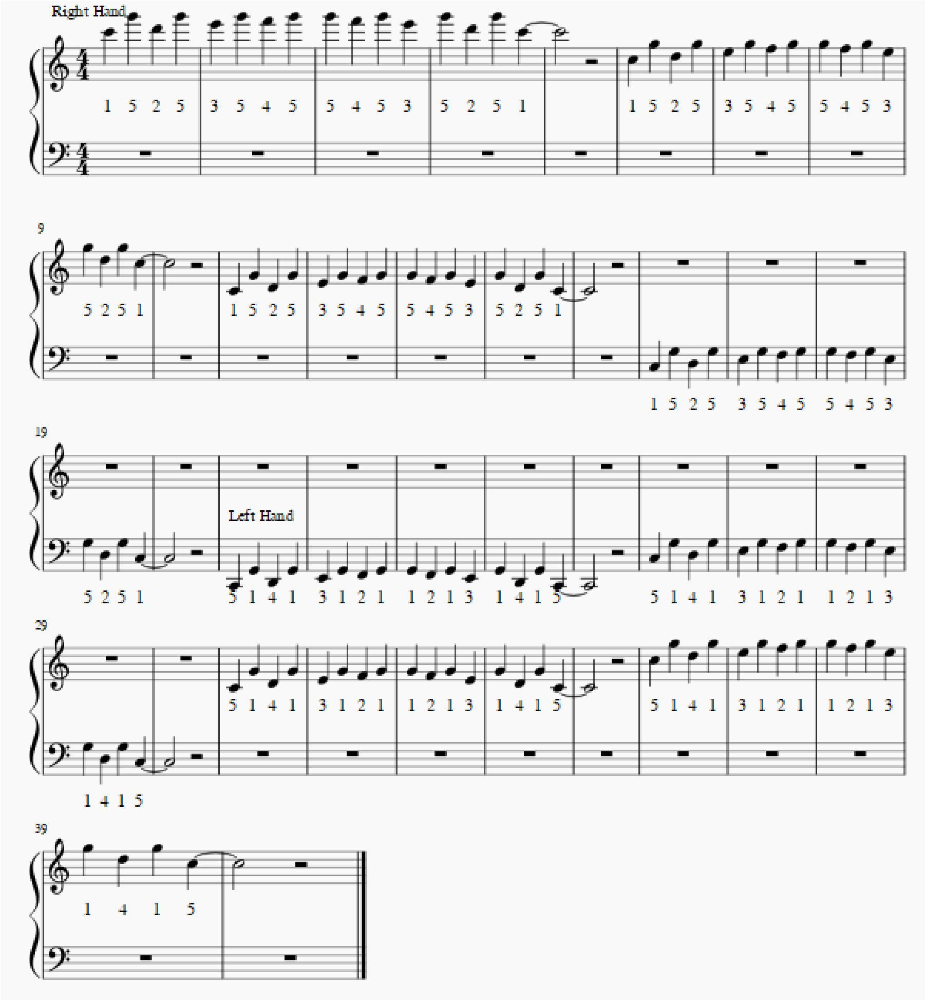 Right Hand
4 4
1 5 2 5 3 5 4 5 5 4 5 3 5 2 5 1 1 5 2 5 3 5 4 5 5 4 5 3
4 4
9
5 2 5 1 1 5 2 5 3 5 4 5 5 4 5 3 5 2 5 1
1 5 2 5 3 5 4 5 5 4 5 3
19
Left Hand
5 2 5 1 5 1 4 1 3 1 2 1 1 2 1 3 1 4 1 5 5 1 4 1 3 1 2 1 1 2 1 3
29
5 1 4 1 3 1 2 1 1 2 1 3 1 4 1 5 5 1 4 1 3 1 2 1 1 2 1 3
1 4 1 5
39
1 4 1 5